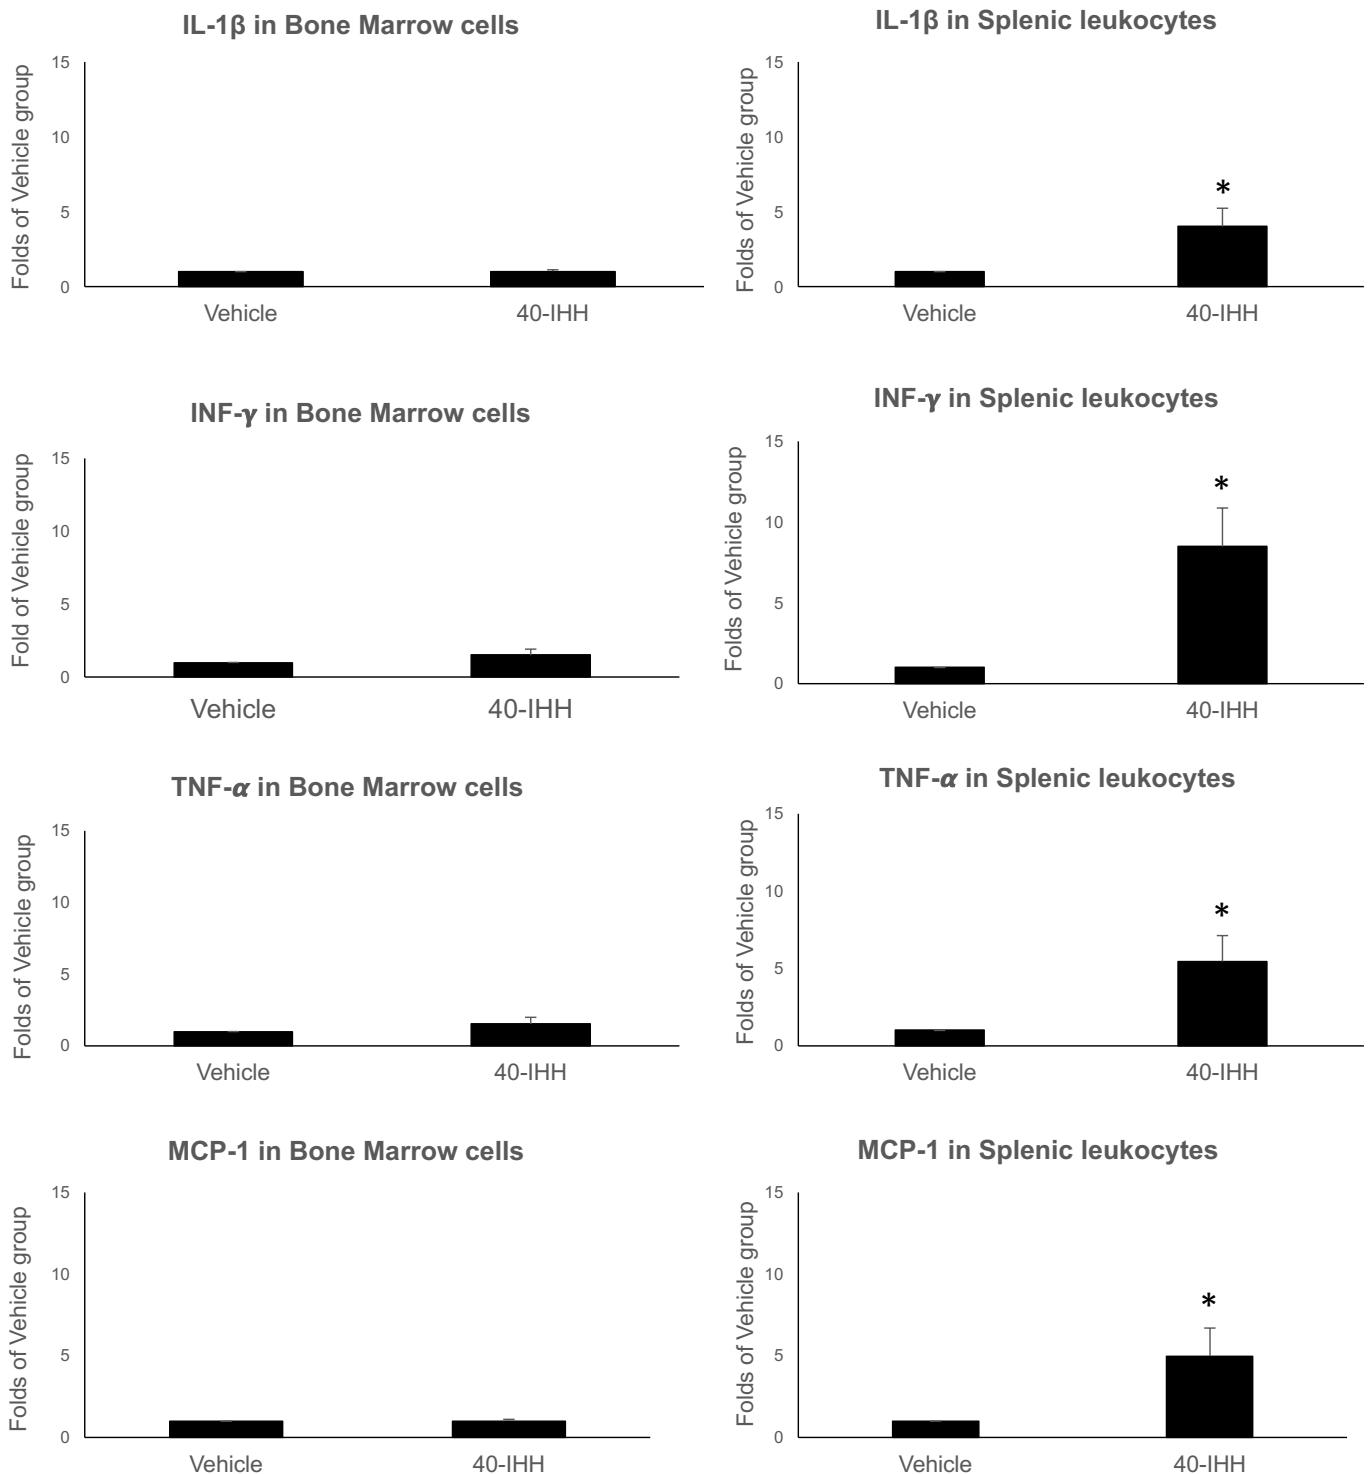 IL-1β in Bone Marrow cells
Folds of Vehicle group
15
10
5
0
Vehicle 40-IHH
IL-1β in Splenic leukocytes
Folds of Vehicle group
15
10
5
0
*
Vehicle 40-IHH
INF-γ in Bone Marrow cells
Fold of Vehicle group
15
10
5
0
Vehicle 40-IHH
INF-γ in Splenic leukocytes
Folds of Vehicle group
15
10
5
0
*
Vehicle 40-IHH
TNF-α in Bone Marrow cells
Folds of Vehicle group
15
10
5
0
Vehicle 40-IHH
TNF-α in Splenic leukocytes
Folds of Vehicle group
15
10
5
0
*
Vehicle 40-IHH
MCP-1 in Bone Marrow cells
Folds of Vehicle group
15
10
5
0
Vehicle 40-IHH
MCP-1 in Splenic leukocytes
Folds of Vehicle group
15
10
5
0
*
Vehicle 40-IHH